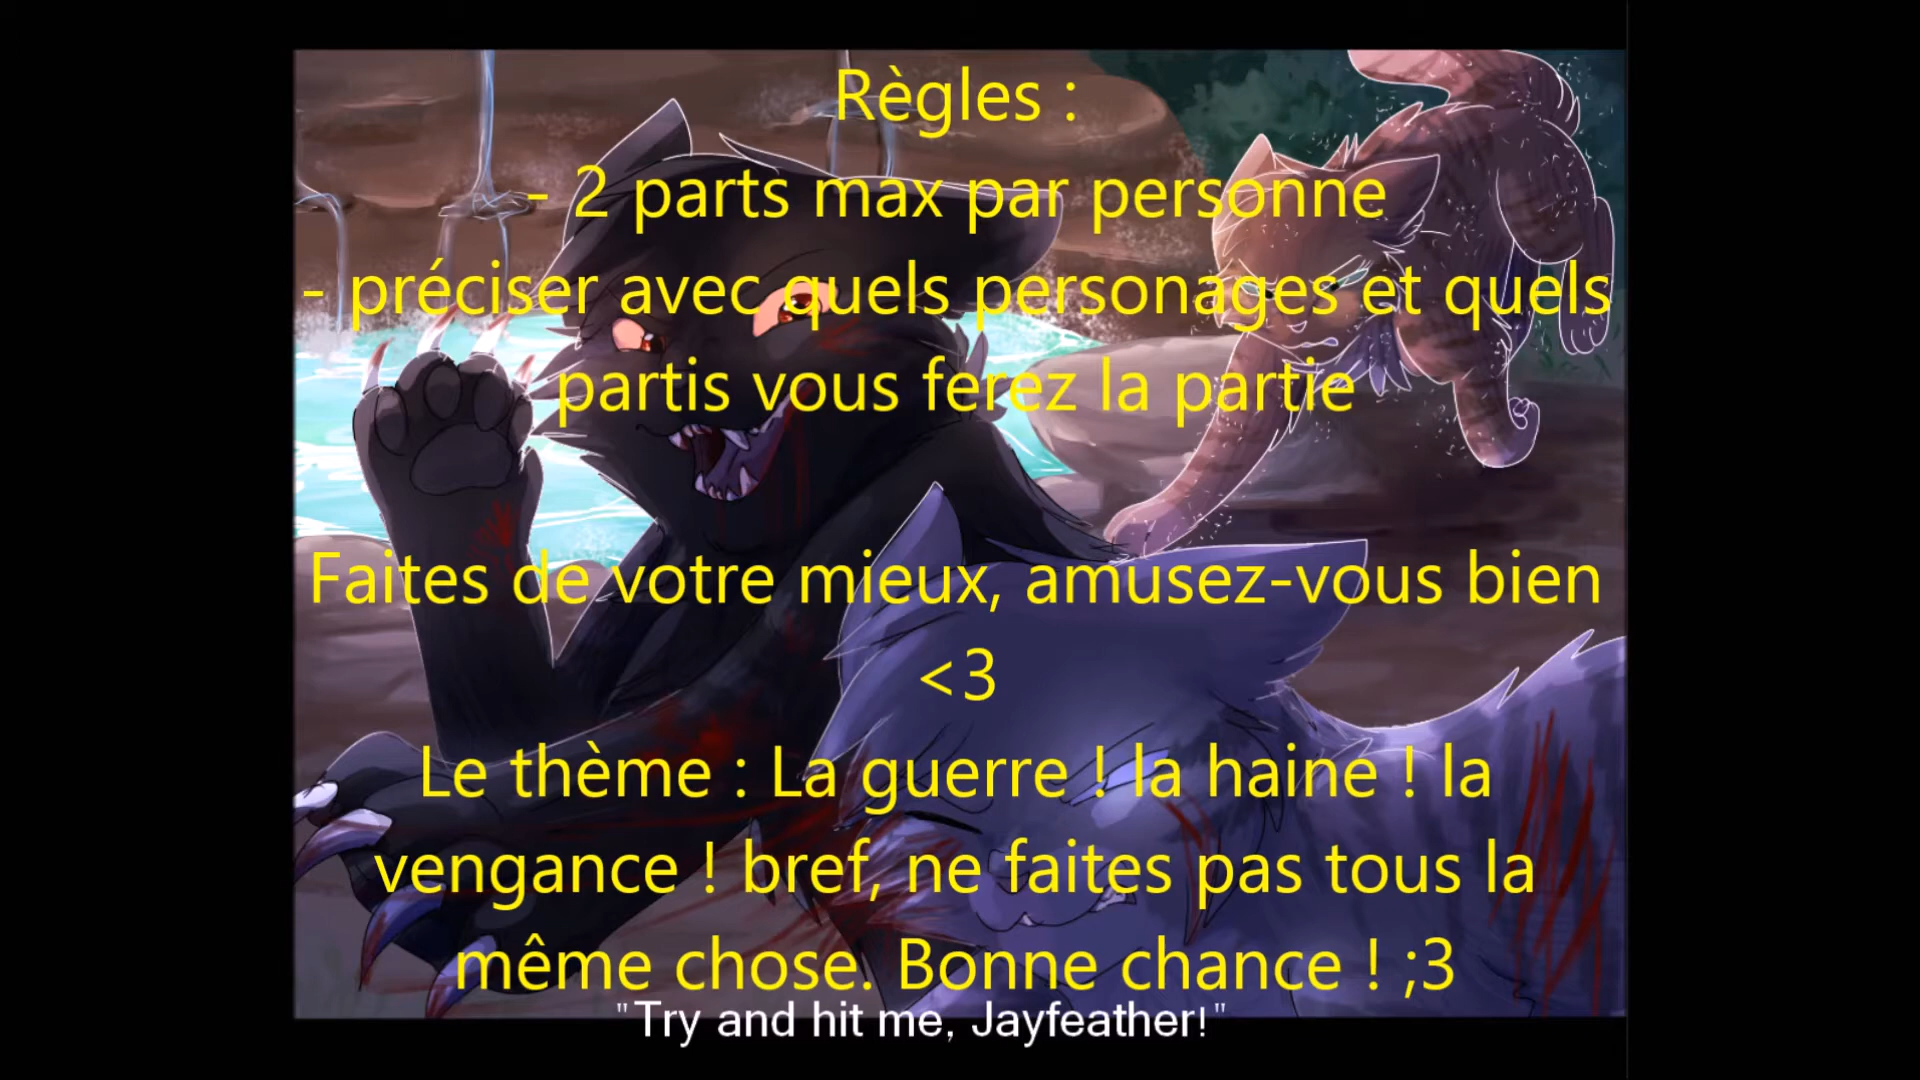 Règles :
- 2 parts max par personne
- préciser avec quels personages et quels
partis vous ferez la partie
Faites de votre mieux, amusez-vous bien
<3
Le thème : La guerre ! la haine ! la
vengance ! bref, ne faites pas tous la
même chose. Bonne chance ! ;3
"Try and hit me, Jayfeather!"